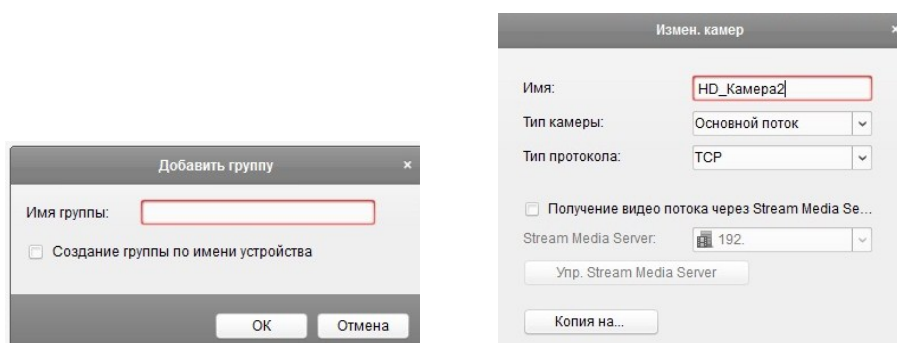 Добавить группу
×
Имя группы:
Создание группы по имени устройства
ОК
Отмена
Измен. камер
×
Имя:
HD_Камера2
Тип камеры:
Основной поток
Тип протокола:
TCP
Получение видео потока через Stream Media Se...
Stream Media Server:
192.
Упр. Stream Media Server
Копия на...